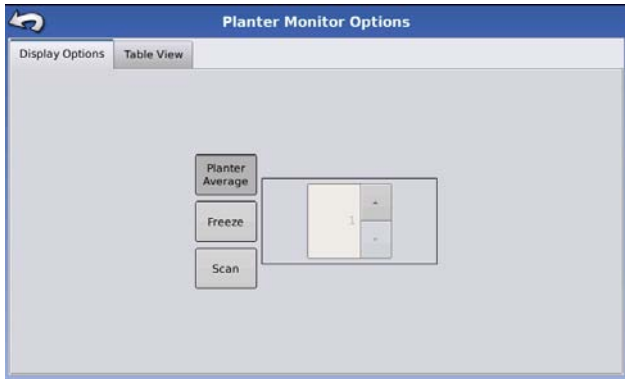 Planter Monitor Options
Display Options
Table View
Planter
Average
Freeze
1
Scan